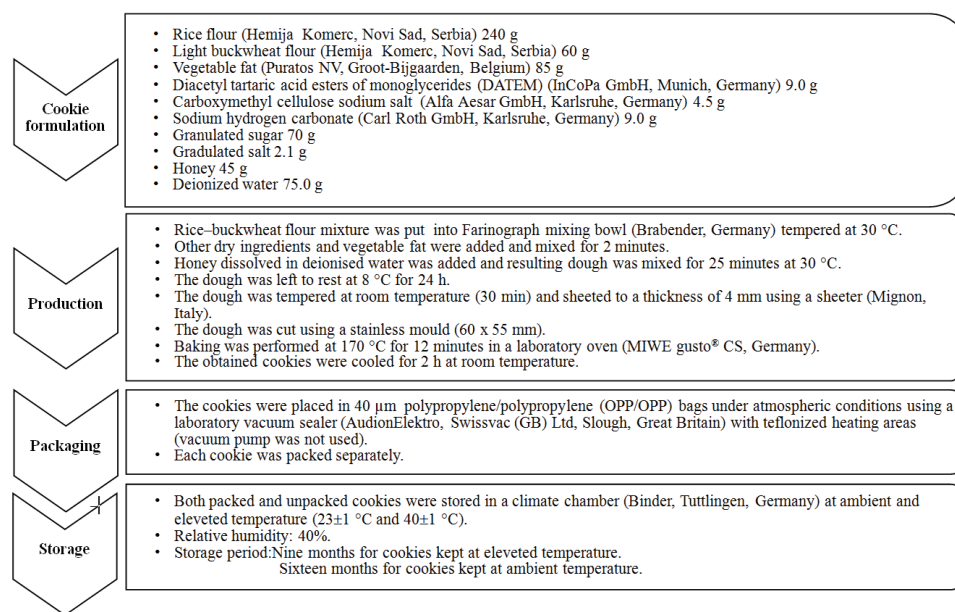 Cookie
formulation
• Rice flour (Hemija Komerc, Novi Sad, Serbia) 240 g
• Light buckwheat flour (Hemija Komerc, Novi Sad, Serbia) 60 g
• Vegetable fat (Puratos NV, Groot-Bijgaarden, Belgium) 85 g
• Diacetyl tartaric acid esters of monoglycerides (DATEM) (InCoPa GmbH, Munich, Germany) 9.0 g
• Carboxymethyl cellulose sodium salt (Alfa Aesar GmbH, Karlsruhe, Germany) 4.5 g
• Sodium hydrogen carbonate (Carl Roth GmbH, Karlsruhe, Germany) 9.0 g
• Granulated sugar 70 g
• Gradulated salt 2.1 g
• Honey 45 g
• Deionized water 75.0 g
Production
• Rice–buckwheat flour mixture was put into Farinograph mixing bowl (Brabender, Germany) tempered at 30 °C.
• Other dry ingredients and vegetable fat were added and mixed for 2 minutes.
• Honey dissolved in deionised water was added and resulting dough was mixed for 25 minutes at 30 °C.
• The dough was left to rest at 8 °C for 24 h.
• The dough was tempered at room temperature (30 min) and sheeted to a thickness of 4 mm using a sheeter (Mignon,
Italy).
• The dough was cut using a stainless mould (60 x 55 mm).
• Baking was performed at 170 °C for 12 minutes in a laboratory oven (MIWE gusto® CS, Germany).
• The obtained cookies were cooled for 2 h at room temperature.
Packaging
• The cookies were placed in 40 µm polypropylene/polypropylene (OPP/OPP) bags under atmospheric conditions using a
laboratory vacuum sealer (AudionElektro, Swissvac (GB) Ltd, Slough, Great Britain) with teflonized heating areas
(vacuum pump was not used).
• Each cookie was packed separately.
Storage
• Both packed and unpacked cookies were stored in a climate chamber (Binder, Tuttlingen, Germany) at ambient and
eleveted temperature (23±1 °C and 40±1 °C).
• Relative humidity: 40%.
• Storage period:Nine months for cookies kept at eleveted temperature.
Sixteen months for cookies kept at ambient temperature.